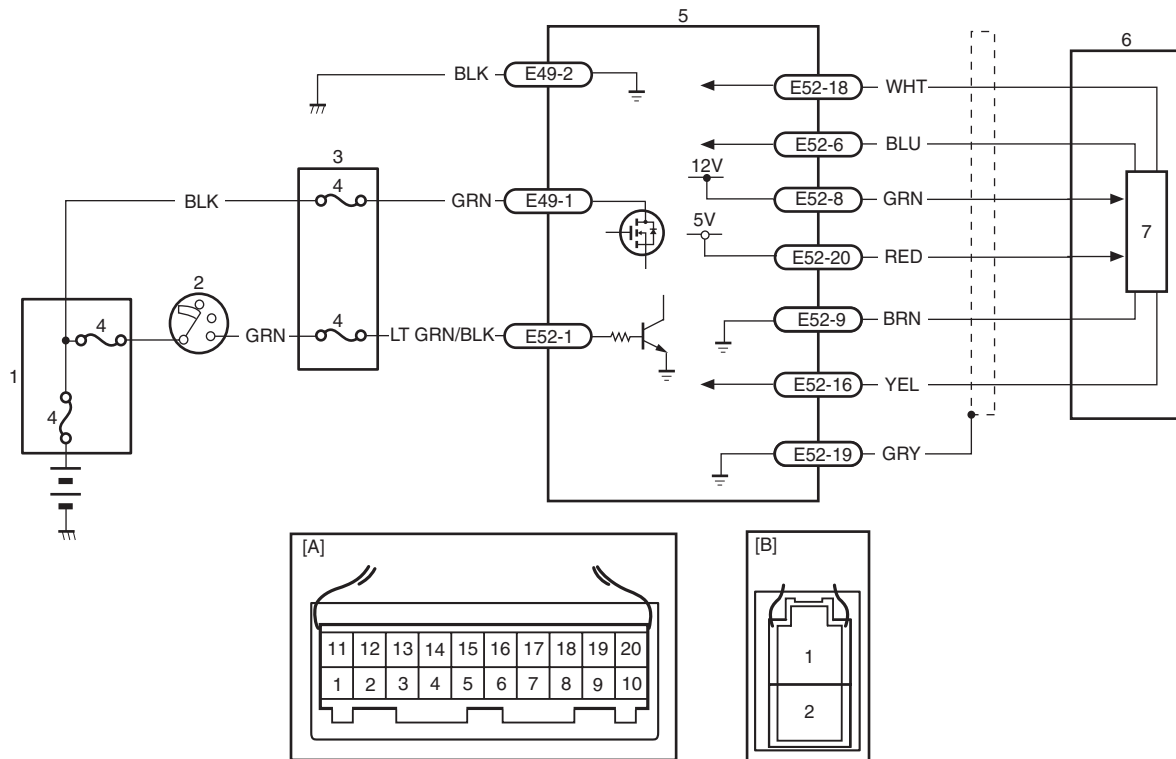 5
6
BLK
E49-2
E52-18
WHT
E52-6
BLU
3
12V
4
BLK
GRN
E49-1
E52-8
GRN
5V
7
E52-20
RED
2
4
4
GRN
LT GRN/BLK
E52-1
E52-9
BRN
1
4
E52-16
YEL
E52-19
GRY
[A]
[B]
11 12 13 14 15 16 17 18 19 20
1 2 3 4 5 6 7 8 9 10
1
2